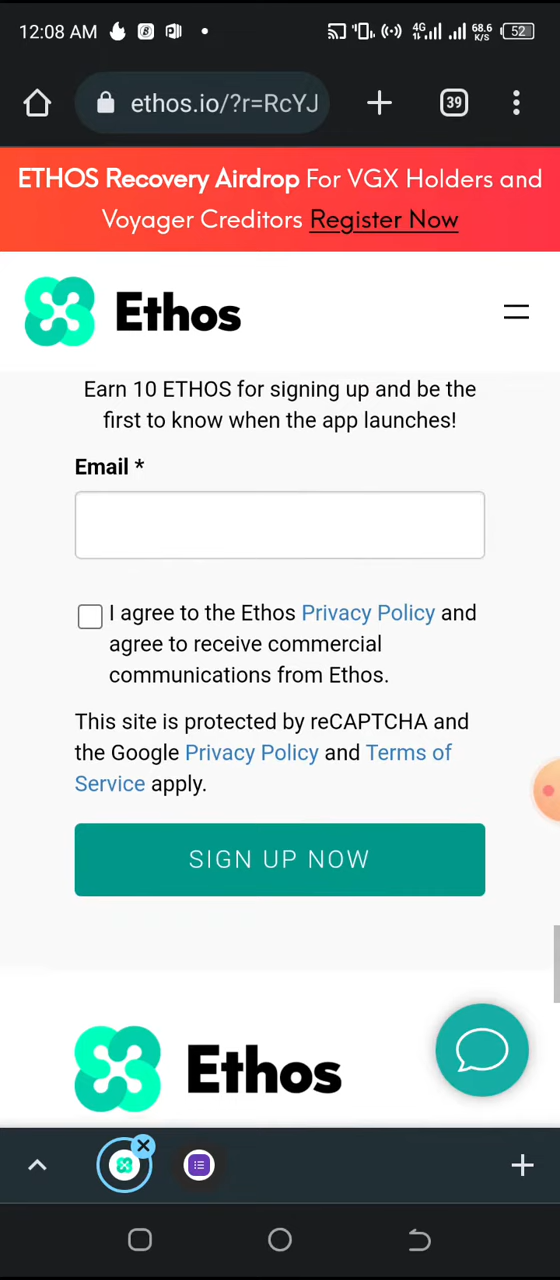 12:08 AM
4G
68.6
K/S
52
ethos.io/?r=RcYJ
39
ETHOS Recovery Airdrop For VGX Holders and
Voyager Creditors Register Now
Ethos
Earn 10 ETHOS for signing up and be the
first to know when the app launches!
Email *
I agree to the Ethos Privacy Policy and
agree to receive commercial
communications from Ethos.
This site is protected by reCAPTCHA and
the Google Privacy Policy and Terms of
Service apply.
SIGN UP NOW
Ethos